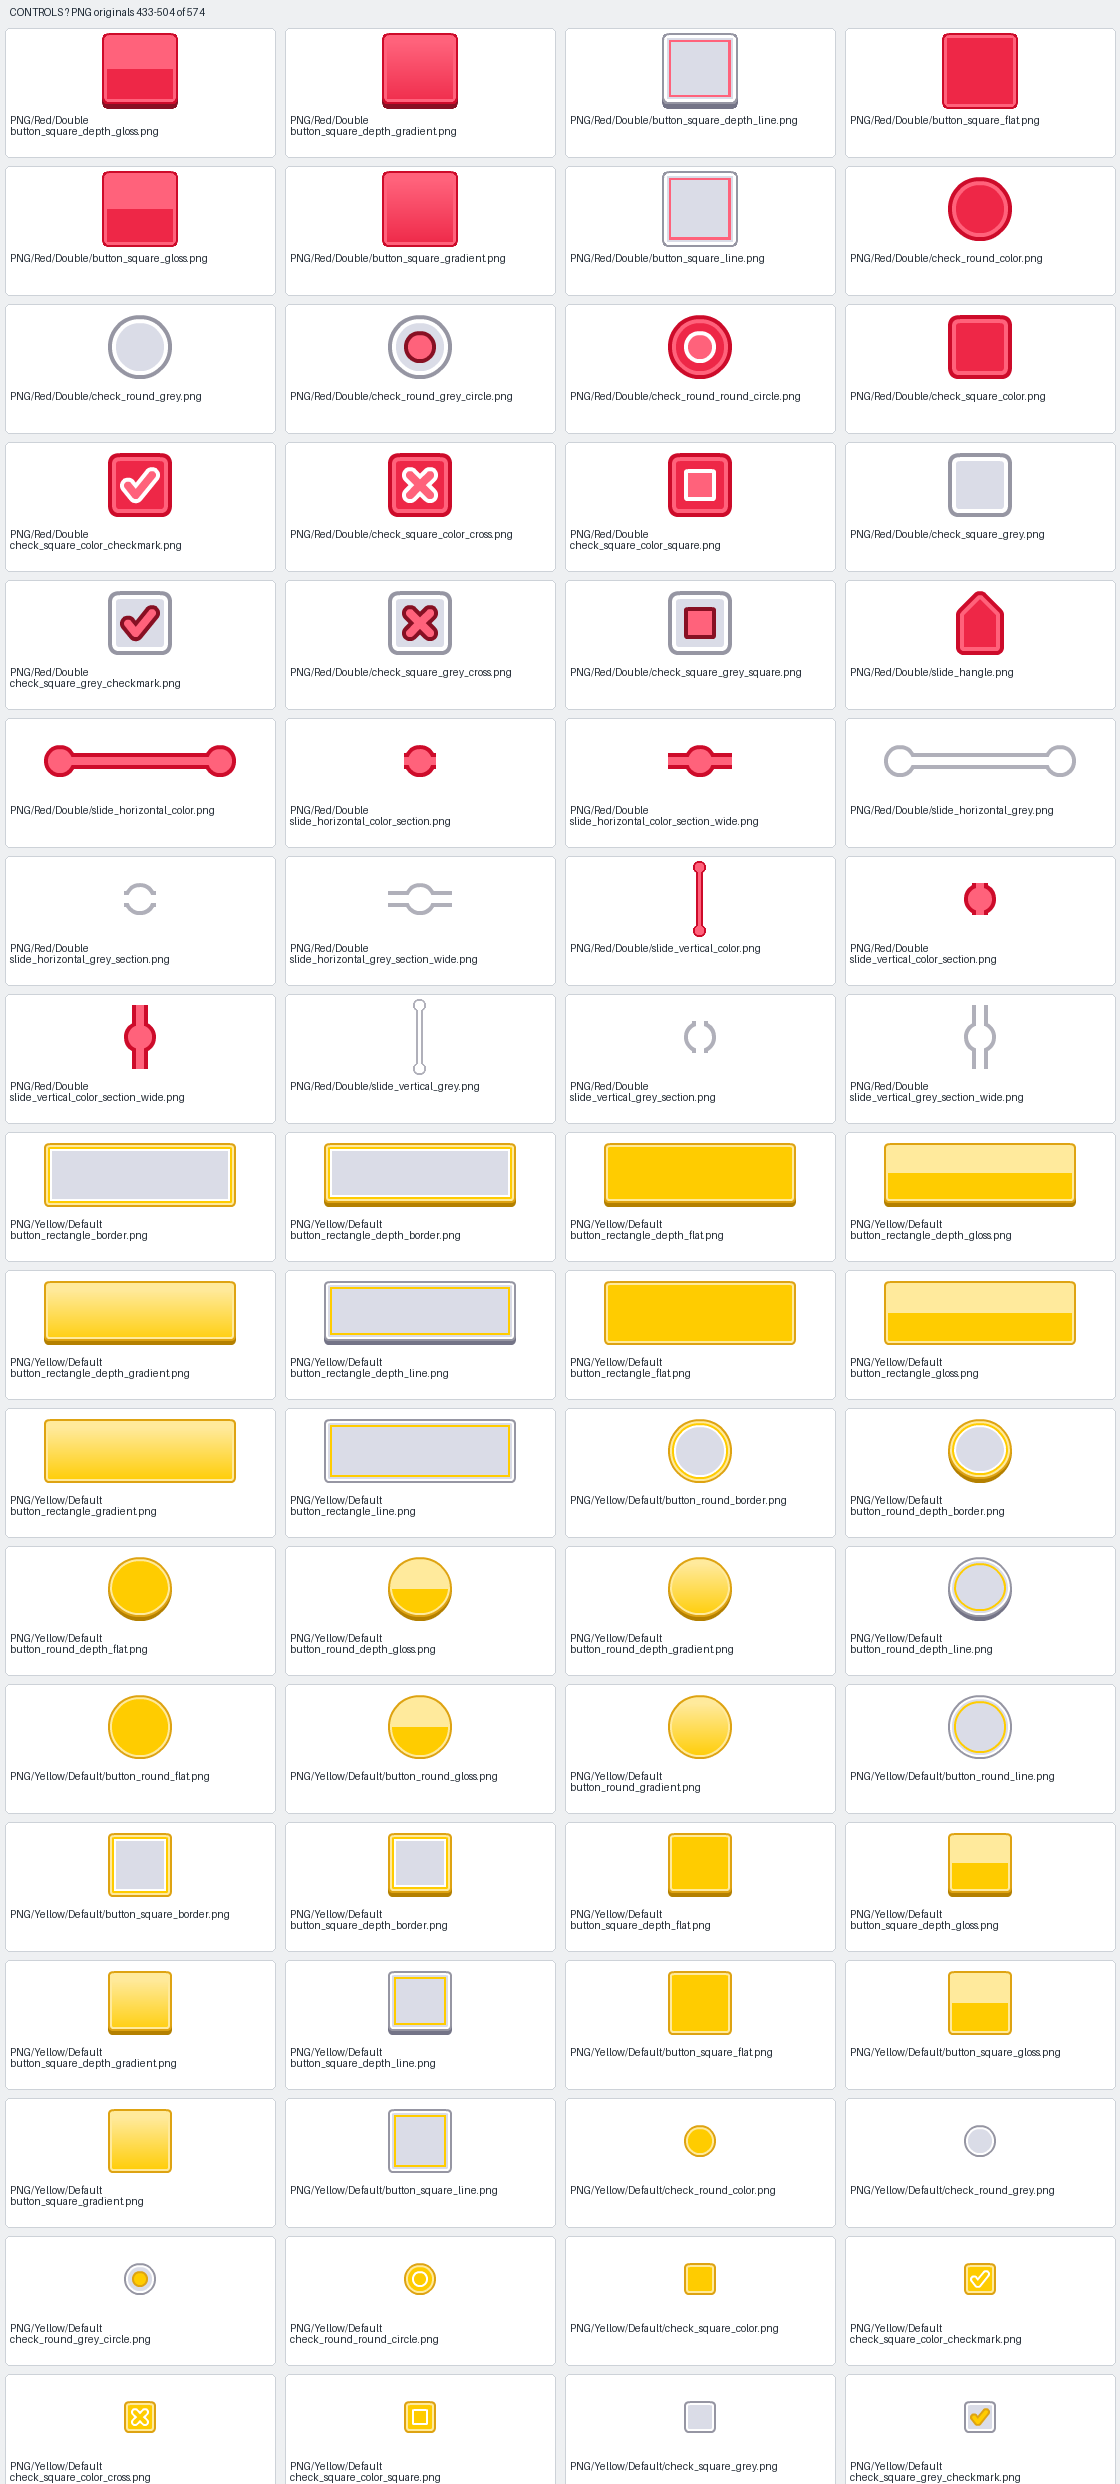 CONTROLS ? PNG originals 433-504 of 574
PNG/Red/Double
button_square_depth_gloss.png
PNG/Red/Double
button_square_depth_gradient.png
PNG/Red/Double/button_square_depth_line.png
PNG/Red/Double/button_square_flat.png
PNG/Red/Double/button_square_gloss.png
PNG/Red/Double/button_square_gradient.png
PNG/Red/Double/button_square_line.png
PNG/Red/Double/check_round_color.png
PNG/Red/Double/check_round_grey.png
PNG/Red/Double/check_round_grey_circle.png
PNG/Red/Double/check_round_round_circle.png
PNG/Red/Double/check_square_color.png
PNG/Red/Double
check_square_color_checkmark.png
PNG/Red/Double/check_square_color_cross.png
PNG/Red/Double
check_square_color_square.png
PNG/Red/Double/check_square_grey.png
PNG/Red/Double
check_square_grey_checkmark.png
PNG/Red/Double/check_square_grey_cross.png
PNG/Red/Double/check_square_grey_square.png
PNG/Red/Double/slide_hangle.png
PNG/Red/Double/slide_horizontal_color.png
PNG/Red/Double
slide_horizontal_color_section.png
PNG/Red/Double
slide_horizontal_color_section_wide.png
PNG/Red/Double/slide_horizontal_grey.png
PNG/Red/Double
slide_horizontal_grey_section.png
PNG/Red/Double
slide_horizontal_grey_section_wide.png
PNG/Red/Double/slide_vertical_color.png
PNG/Red/Double
slide_vertical_color_section.png
PNG/Red/Double
slide_vertical_color_section_wide.png
PNG/Red/Double/slide_vertical_grey.png
PNG/Red/Double
slide_vertical_grey_section.png
PNG/Red/Double
slide_vertical_grey_section_wide.png
PNG/Yellow/Default
button_rectangle_border.png
PNG/Yellow/Default
button_rectangle_depth_border.png
PNG/Yellow/Default
button_rectangle_depth_flat.png
PNG/Yellow/Default
button_rectangle_depth_gloss.png
PNG/Yellow/Default
button_rectangle_depth_gradient.png
PNG/Yellow/Default
button_rectangle_depth_line.png
PNG/Yellow/Default
button_rectangle_flat.png
PNG/Yellow/Default
button_rectangle_gloss.png
PNG/Yellow/Default
button_rectangle_gradient.png
PNG/Yellow/Default
button_rectangle_line.png
PNG/Yellow/Default/button_round_border.png
PNG/Yellow/Default
button_round_depth_border.png
PNG/Yellow/Default
button_round_depth_flat.png
PNG/Yellow/Default
button_round_depth_gloss.png
PNG/Yellow/Default
button_round_depth_gradient.png
PNG/Yellow/Default
button_round_depth_line.png
PNG/Yellow/Default/button_round_flat.png
PNG/Yellow/Default/button_round_gloss.png
PNG/Yellow/Default
button_round_gradient.png
PNG/Yellow/Default/button_round_line.png
PNG/Yellow/Default/button_square_border.png
PNG/Yellow/Default
button_square_depth_border.png
PNG/Yellow/Default
button_square_depth_flat.png
PNG/Yellow/Default
button_square_depth_gloss.png
PNG/Yellow/Default
button_square_depth_gradient.png
PNG/Yellow/Default
button_square_depth_line.png
PNG/Yellow/Default/button_square_flat.png
PNG/Yellow/Default/button_square_gloss.png
PNG/Yellow/Default
button_square_gradient.png
PNG/Yellow/Default/button_square_line.png
PNG/Yellow/Default/check_round_color.png
PNG/Yellow/Default/check_round_grey.png
PNG/Yellow/Default
check_round_grey_circle.png
PNG/Yellow/Default
check_round_round_circle.png
PNG/Yellow/Default/check_square_color.png
PNG/Yellow/Default
check_square_color_checkmark.png
PNG/Yellow/Default
check_square_color_cross.png
PNG/Yellow/Default
check_square_color_square.png
PNG/Yellow/Default/check_square_grey.png
PNG/Yellow/Default
check_square_grey_checkmark.png